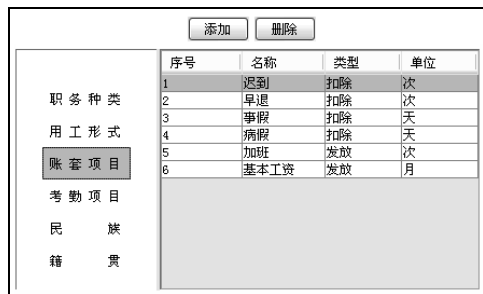 添加 删除
序号 名称 类型 单位
1 迟到 扣除 次
2 早退 扣除 次
3 事假 扣除 天
4 病假 扣除 天
5 加班 发放 次
6 基本工资 发放 月
职务种类
用工形式
账套项目
考勤项目
民 族
籍 贯